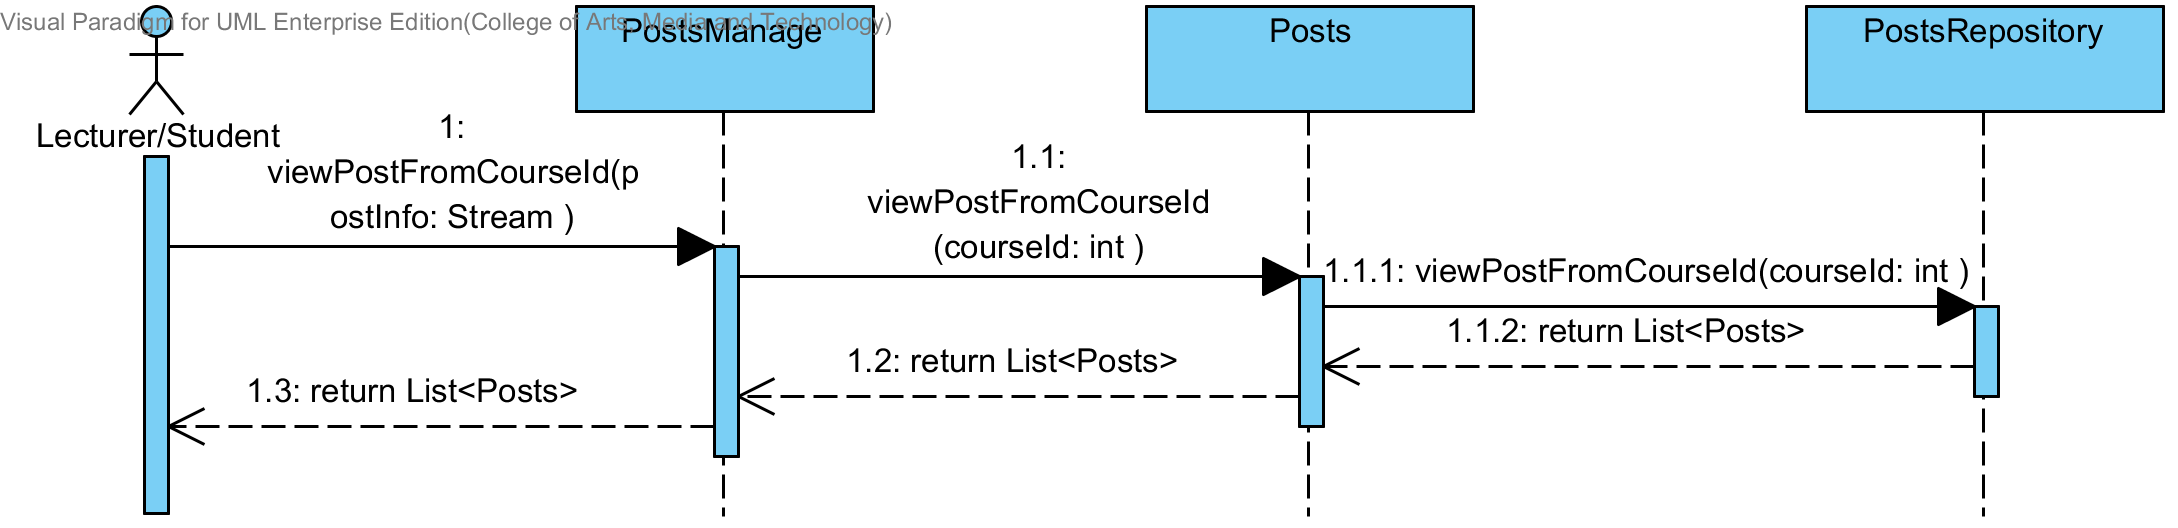 Visual Paradigm for UML Enterprise Edition(College of Arts, Media and Technology)
PostsManage
Posts
PostsRepository
Lecturer/Student
1:
viewPostFromCourseId(p
ostInfo: Stream )
1.1:
viewPostFromCourseId
(courseId: int )
1.1.1: viewPostFromCourseId(courseId: int )
1.1.2: return List<Posts>
1.2: return List<Posts>
1.3: return List<Posts>